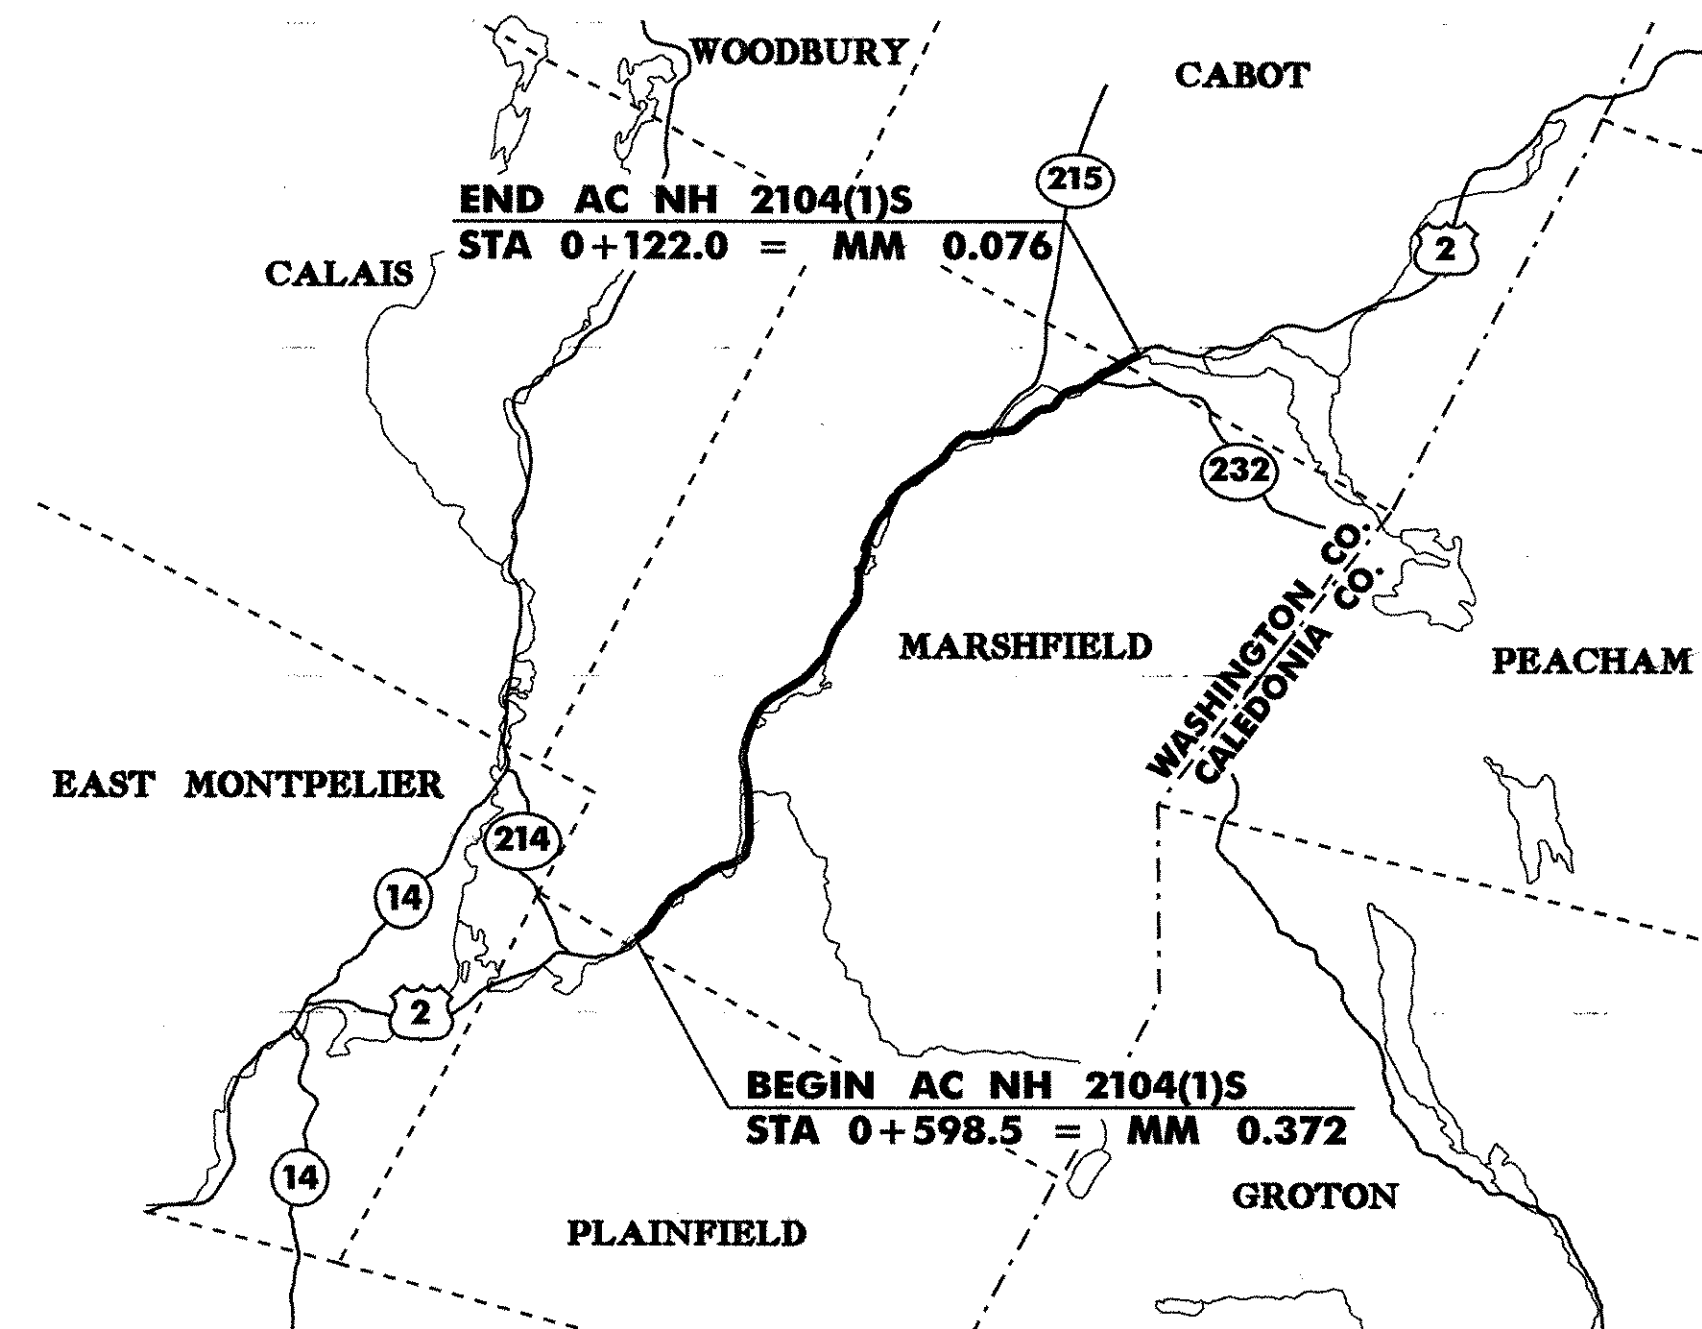 WOODBURY
CABOT
215
END AC NH 2104(1)S
STA 0+122.0 = MM 0.076
2
CALAIS
232
WASHINGTON CO.
CALEDONIA CO.
MARSHFIELD
PEACHAM
EAST MONTPELIER
214
14
2
BEGIN AC NH 2104(1)S
STA 0+598.5 = MM 0.372
14
GROTON
PLAINFIELD